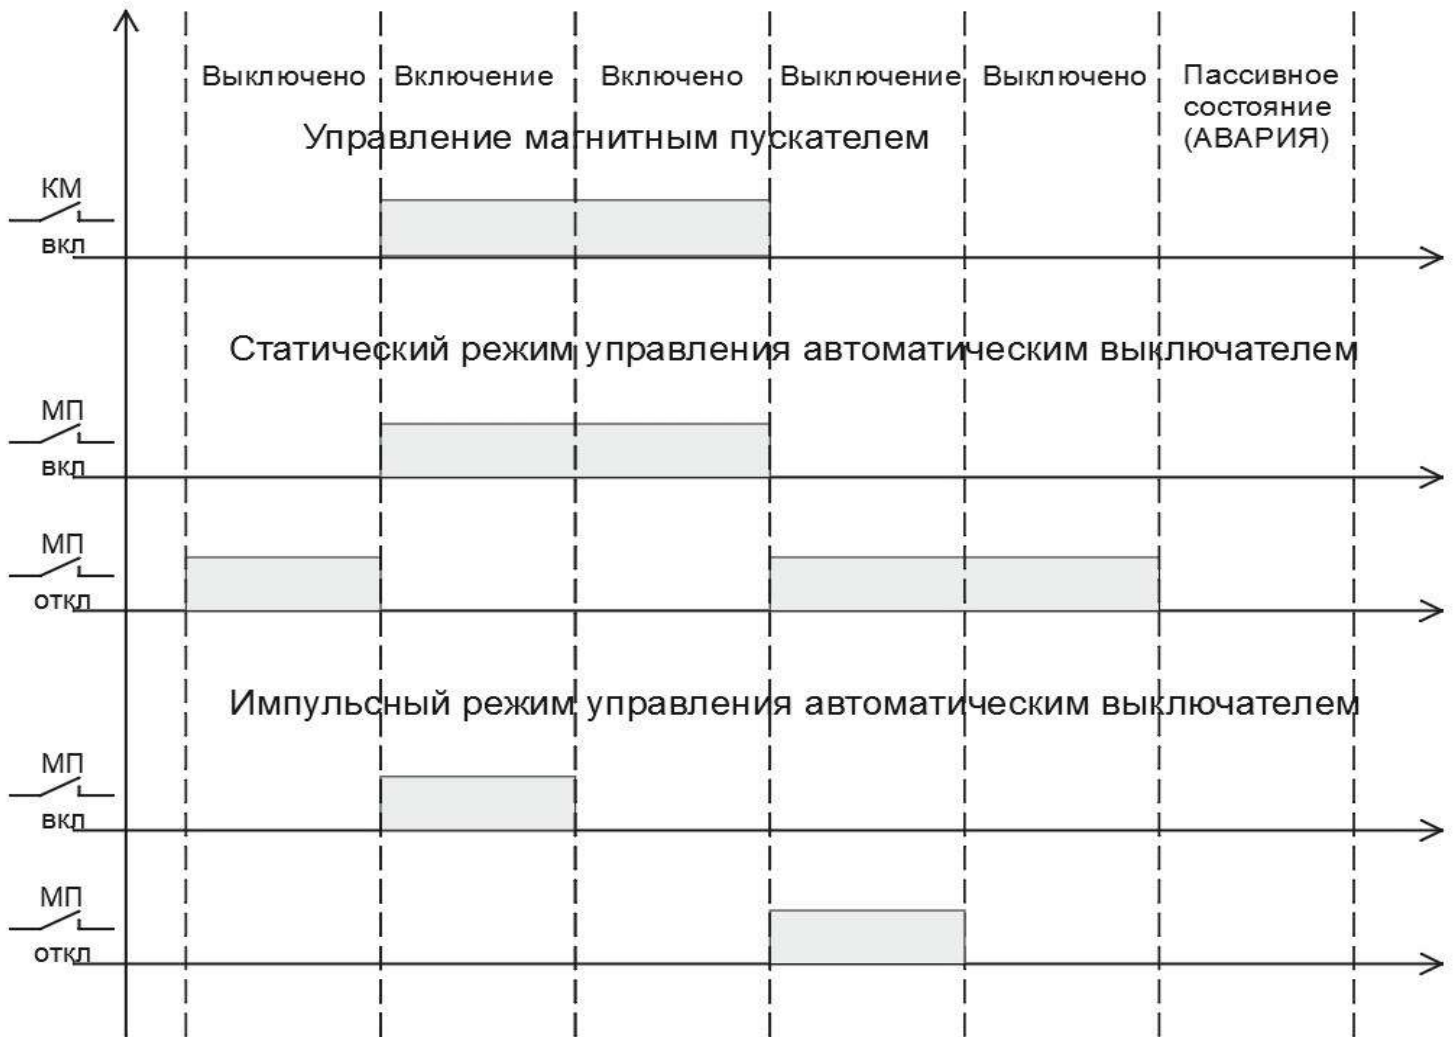 Выключено Включение Включено Выключение Выключено Пассивное
состояние
(АВАРИЯ)
Управление магнитным пускателем
КМ
вкл
Статический режим управления автоматическим выключателем
МП
вкл
МП
откл
Импульсный режим управления автоматическим выключателем
МП
вкл
МП
откл